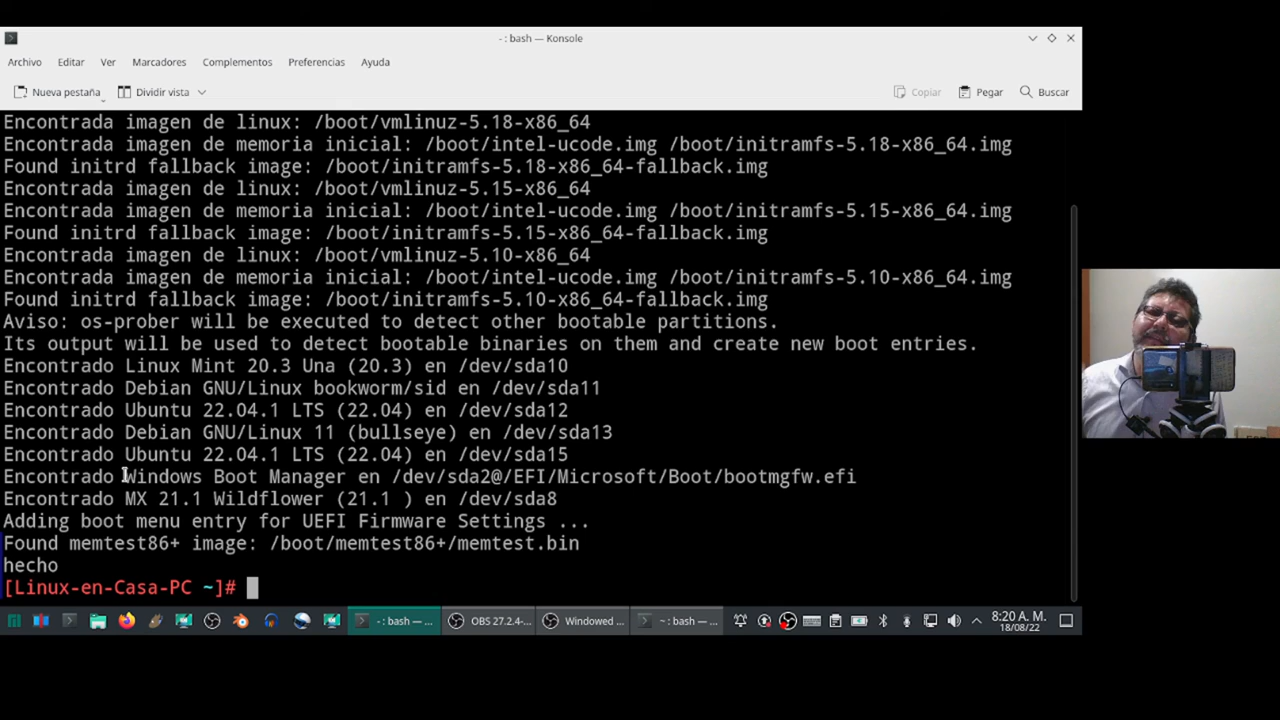 - : bash — Konsole
Archivo Editar Ver Marcadores Complementos Preferencias Ayuda
Nueva pestaña Dividir vista Copiar Pegar Buscar
Encontrada imagen de linux: /boot/vmlinuz-5.18-x86_64
Encontrada imagen de memoria inicial: /boot/intel-ucode.img /boot/initramfs-5.18-x86_64.img
Found initrd fallback image: /boot/initramfs-5.18-x86_64-fallback.img
Encontrada imagen de linux: /boot/vmlinuz-5.15-x86_64
Encontrada imagen de memoria inicial: /boot/intel-ucode.img /boot/initramfs-5.15-x86_64.img
Found initrd fallback image: /boot/initramfs-5.15-x86_64-fallback.img
Encontrada imagen de linux: /boot/vmlinuz-5.10-x86_64
Encontrada imagen de memoria inicial: /boot/intel-ucode.img /boot/initramfs-5.10-x86_64.img
Found initrd fallback image: /boot/initramfs-5.10-x86_64-fallback.img
Aviso: os-prober will be executed to detect other bootable partitions.
Its output will be used to detect bootable binaries on them and create new boot entries.
Encontrado Linux Mint 20.3 Una (20.3) en /dev/sda10
Encontrado Debian GNU/Linux bookworm/sid en /dev/sda11
Encontrado Ubuntu 22.04.1 LTS (22.04) en /dev/sda12
Encontrado Debian GNU/Linux 11 (bullseye) en /dev/sda13
Encontrado Ubuntu 22.04.1 LTS (22.04) en /dev/sda15
Encontrado Windows Boot Manager en /dev/sda2@/EFI/Microsoft/Boot/bootmgfw.efi
Encontrado MX 21.1 Wildflower (21.1 ) en /dev/sda8
Adding boot menu entry for UEFI Firmware Settings ...
Found memtest86+ image: /boot/memtest86+/memtest.bin
hecho
[Linux-en-Casa-PC ~]#
- : bash — ... OBS 27.2.4-... Windowed ... ~ : bash — ... 8:20 A. M.
18/08/22